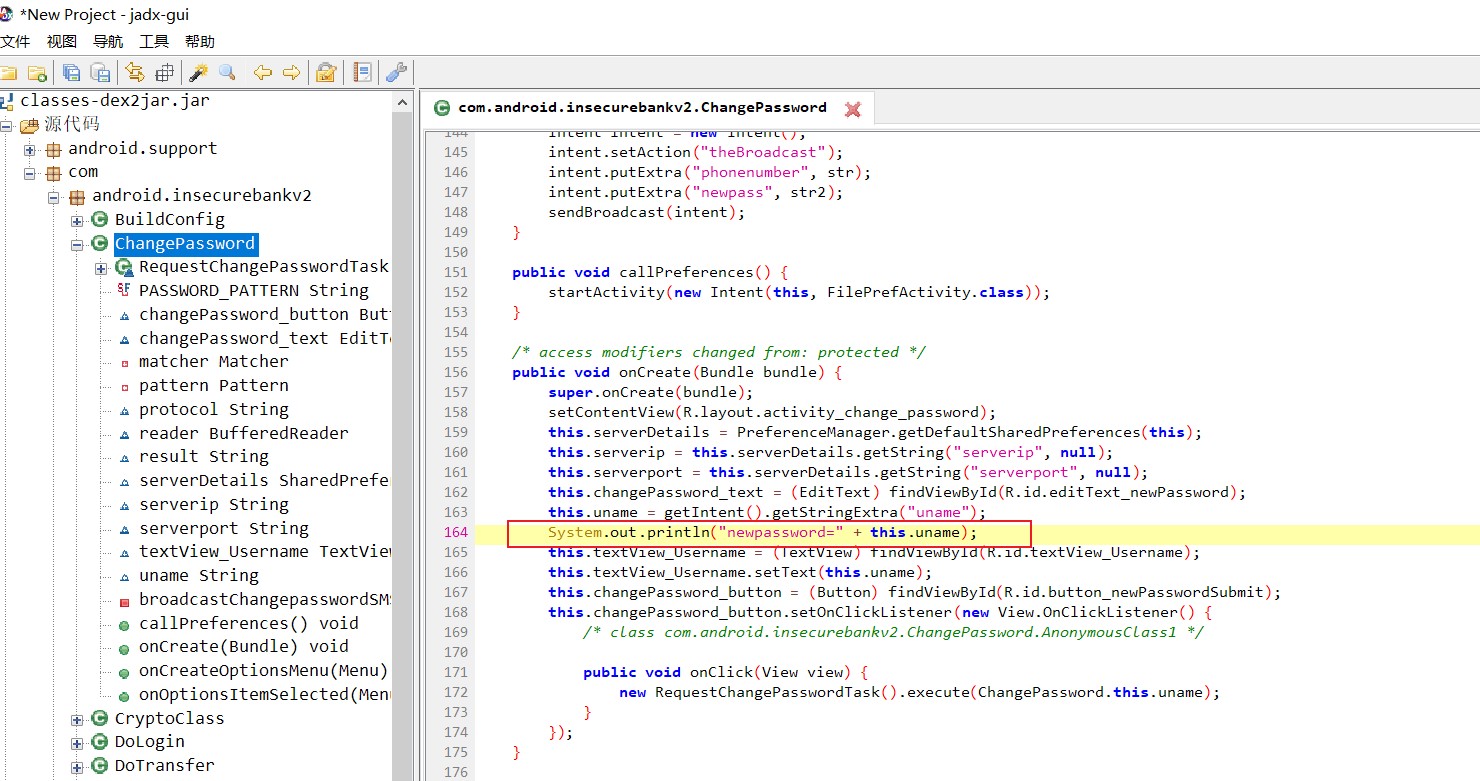 *New Project - jadx-gui
文件 视图 导航 工具 帮助
classes-dex2jar.jar
源代码
android.support
com
android.insecurebankv2
BuildConfig
ChangePassword
RequestChangePasswordTask
PASSWORD_PATTERN String
changePassword_button But
changePassword_text EditT
matcher Matcher
pattern Pattern
protocol String
reader BufferedReader
result String
serverDetails SharedPrefe
serverip String
serverport String
textView_Username TextVie
uname String
broadcastChangepasswordSM
callPreferences() void
onCreate(Bundle) void
onCreateOptionsMenu(Menu)
onOptionsItemSelected(Men
CryptoClass
DoLogin
DoTransfer
com.android.insecurebankv2.ChangePassword
144 intent intent = new Intent();
145 intent.setAction("theBroadcast");
146 intent.putExtra("phonenumber", str);
147 intent.putExtra("newpass", str2);
148 sendBroadcast(intent);
149 }
150
151 public void callPreferences() {
152 startActivity(new Intent(this, FilePrefActivity.class));
153 }
154
155 /* access modifiers changed from: protected */
156 public void onCreate(Bundle bundle) {
157 super.onCreate(bundle);
158 setContentView(R.layout.activity_change_password);
159 this.serverDetails = PreferenceManager.getDefaultSharedPreferences(this);
160 this.serverip = this.serverDetails.getString("serverip", null);
161 this.serverport = this.serverDetails.getString("serverport", null);
162 this.changePassword_text = (EditText) findViewById(R.id.editText_newPassword);
163 this.uname = getIntent().getStringExtra("uname");
164 System.out.println("newpassword=" + this.uname);
165 this.textView_Username = (TextView) findViewById(R.id.textView_Username);
166 this.textView_Username.setText(this.uname);
167 this.changePassword_button = (Button) findViewById(R.id.button_newPasswordSubmit);
168 this.changePassword_button.setOnClickListener(new View.OnClickListener() {
169 /* class com.android.insecurebankv2.ChangePassword.AnonymousClass1 */
170
171 public void onClick(View view) {
172 new RequestChangePasswordTask().execute(ChangePassword.this.uname);
173 }
174 });
175 }
176